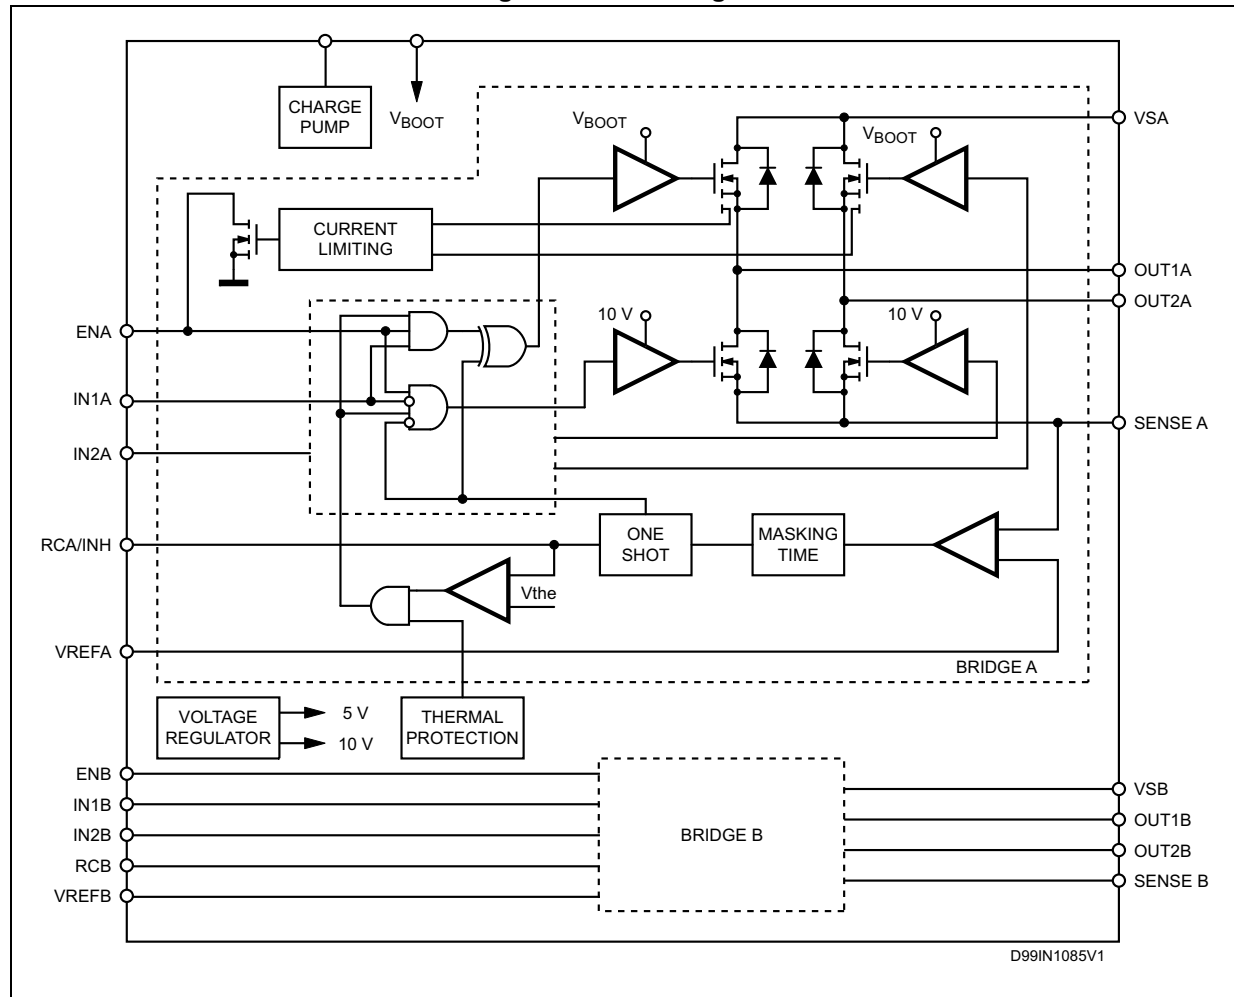 CHARGE
PUMP
VBOOT
VBOOT
VBOOT
VSA
CURRENT
LIMITING
OUT1A
OUT2A
10 V
10 V
ENA
IN1A
IN2A
SENSE A
RCA/INH
ONE
SHOT
MASKING
TIME
Vthe
VREFA
BRIDGE A
VOLTAGE
REGULATOR
5 V
10 V
THERMAL
PROTECTION
ENB
IN1B
IN2B
RCB
VREFB
BRIDGE B
VSB
OUT1B
OUT2B
SENSE B
D99IN1085V1